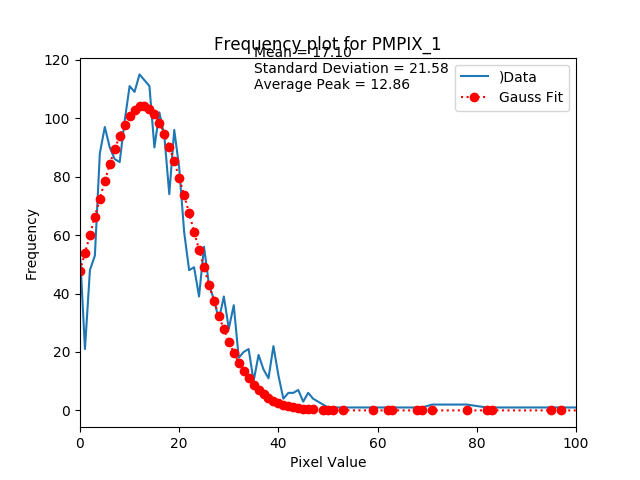 Frequency plot for PMPIX_1
Mean = 17.10
Standard Deviation = 21.58
Average Peak = 12.86
)Data
Gauss Fit
120
100
80
60
40
20
0
Frequency
0 20 40 60 80 100
Pixel Value